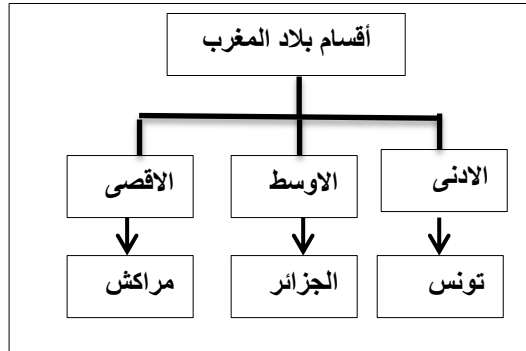 أقسام بلاد المغرب
الادنى
الاوسط
الاقصى
تونس
الجزائر
مراكش